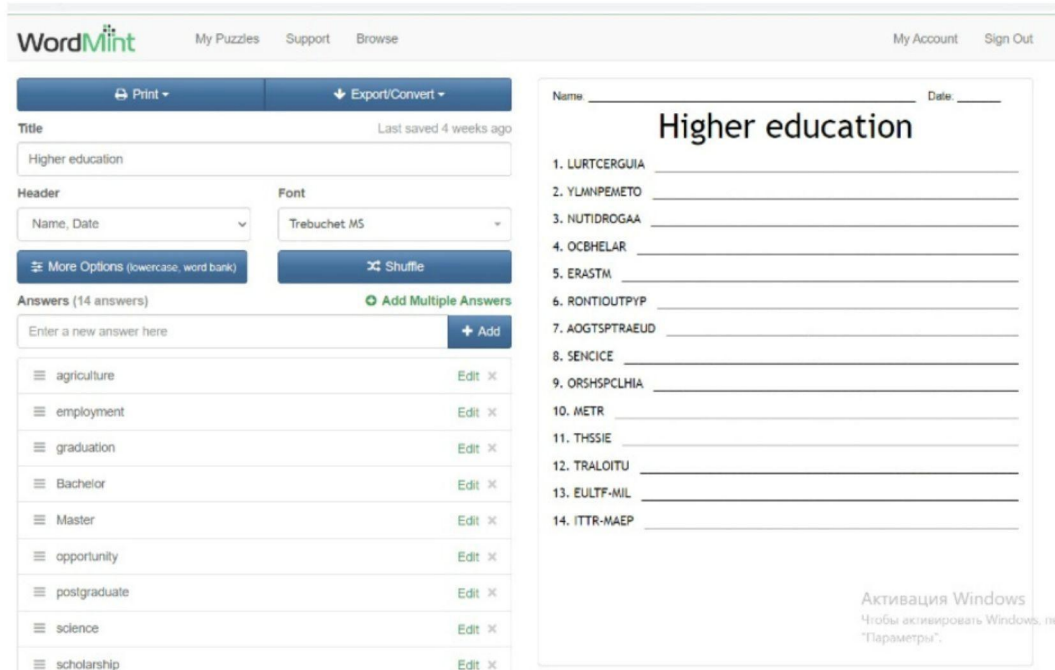 WordMint My Puzzles Support Browse My Account Sign Out
Print Export/Convert
Title Last saved 4 weeks ago
Higher education
Header Font
Name, Date Trebuchet MS
More Options (lowercase, word bank) Shuffle
Answers (14 answers) Add Multiple Answers
Enter a new answer here + Add
agriculture Edit ×
employment Edit ×
graduation Edit ×
Bachelor Edit ×
Master Edit ×
opportunity Edit ×
postgraduate Edit ×
science Edit ×
scholarship Edit ×
Name: Date:
Higher education
1. LURTCERGUIA
2. YLMNPEMETO
3. NUTIDROGAA
4. OCBHELAR
5. ERASTM
6. RONTIOUTPYP
7. AOGTSPTRAEUD
8. SENCICE
9. ORSHSPCLHIA
10. METR
11. THSSIE
12. TRALOITU
13. EULTF-MIL
14. ITTR-MAEP
Активация Windows
Чтобы активировать Windows,
"Параметры".